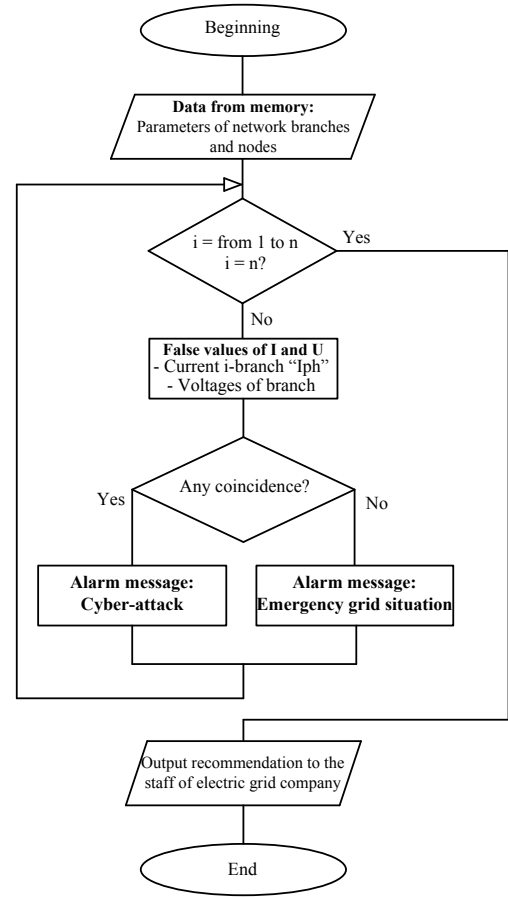 Beginning
Data from memory:
Parameters of network branches
and nodes
i = from 1 to n
i = n?
Yes
No
False values of I and U
- Current i-branch “Iph”
- Voltages of branch
Any coincidence?
Yes
No
Alarm message:
Cyber-attack
Alarm message:
Emergency grid situation
Output recommendation to the
staff of electric grid company
End